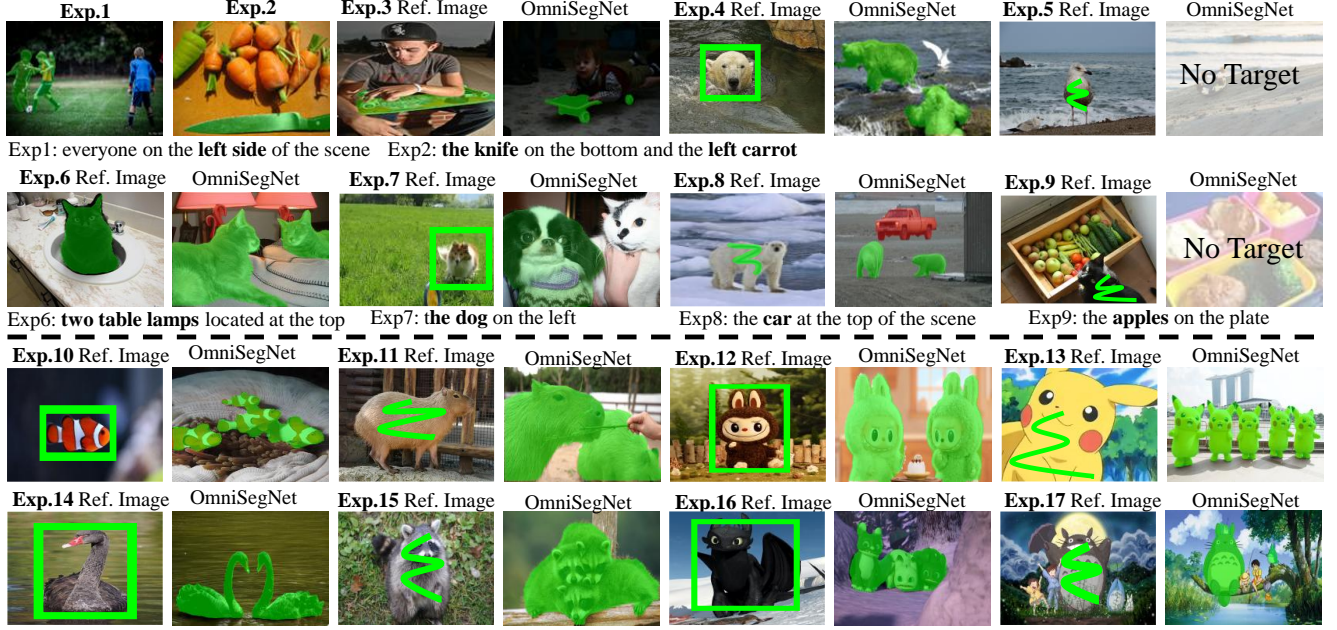 Exp.1 Exp.2 Exp.3 Ref. Image OmniSegNet Exp.4 Ref. Image OmniSegNet Exp.5 Ref. Image OmniSegNet
No Target
Exp1: everyone on the left side of the scene Exp2: the knife on the bottom and the left carrot
Exp.6 Ref. Image OmniSegNet Exp.7 Ref. Image OmniSegNet Exp.8 Ref. Image OmniSegNet Exp.9 Ref. Image OmniSegNet
No Target
Exp6: two table lamps located at the top Exp7: the dog on the left Exp8: the car at the top of the scene Exp9: the apples on the plate
Exp.10 Ref. Image OmniSegNet Exp.11 Ref. Image OmniSegNet Exp.12 Ref. Image OmniSegNet Exp.13 Ref. Image OmniSegNet
Exp.14 Ref. Image OmniSegNet Exp.15 Ref. Image OmniSegNet Exp.16 Ref. Image OmniSegNet Exp.17 Ref. Image OmniSegNet